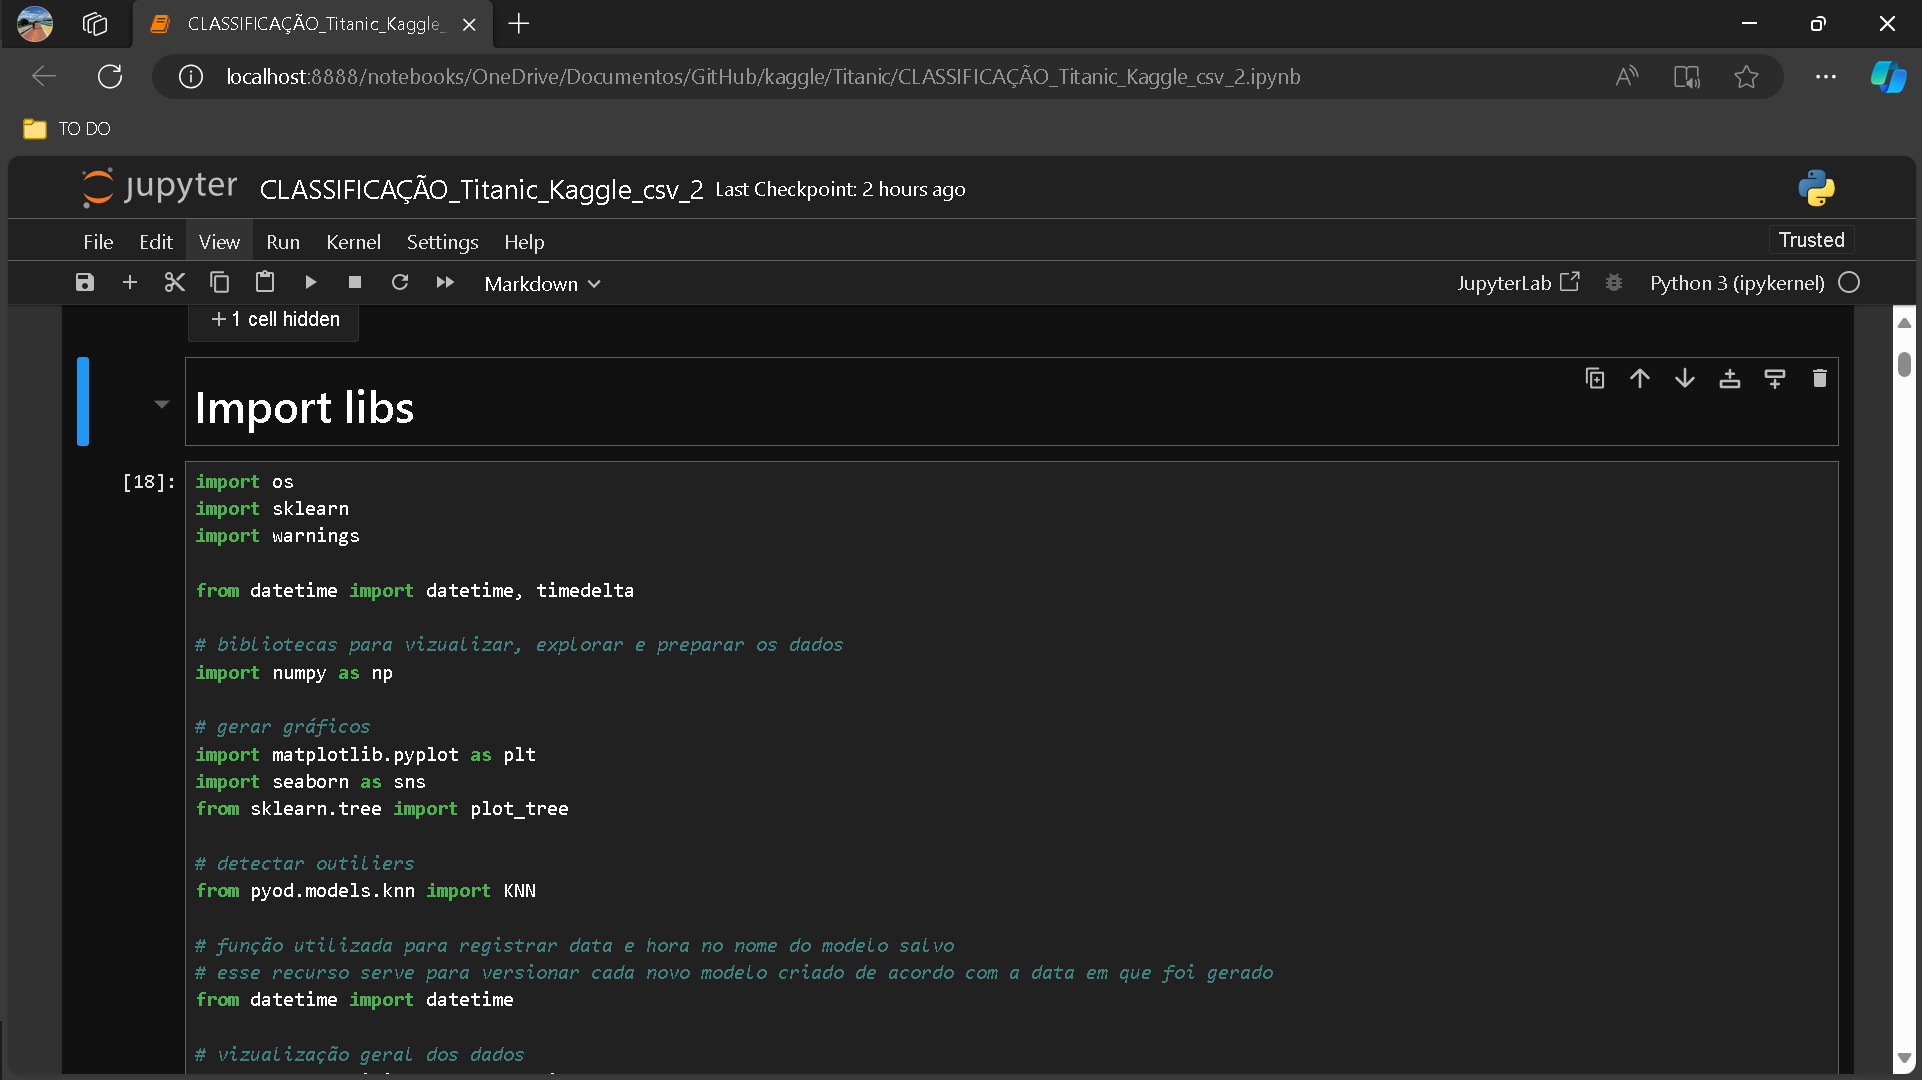 CLASSIFICAÇÃO_Titanic_Kaggle_
localhost:8888/notebooks/OneDrive/Documentos/GitHub/kaggle/Titanic/CLASSIFICAÇÃO_Titanic_Kaggle_csv_2.ipynb
TO DO
jupyter CLASSIFICAÇÃO_Titanic_Kaggle_csv_2 Last Checkpoint: 2 hours ago
File Edit View Run Kernel Settings Help Trusted
Markdown JupyterLab Python 3 (ipykernel)
+ 1 cell hidden
Import libs
[18]: import os
import sklearn
import warnings
from datetime import datetime, timedelta
# bibliotecas para vizualizar, explorar e preparar os dados
import numpy as np
# gerar gráficos
import matplotlib.pyplot as plt
import seaborn as sns
from sklearn.tree import plot_tree
# detectar outiliers
from pyod.models.knn import KNN
# função utilizada para registrar data e hora no nome do modelo salvo
# esse recurso serve para versionar cada novo modelo criado de acordo com a data em que foi gerado
from datetime import datetime
# vizualização geral dos dados